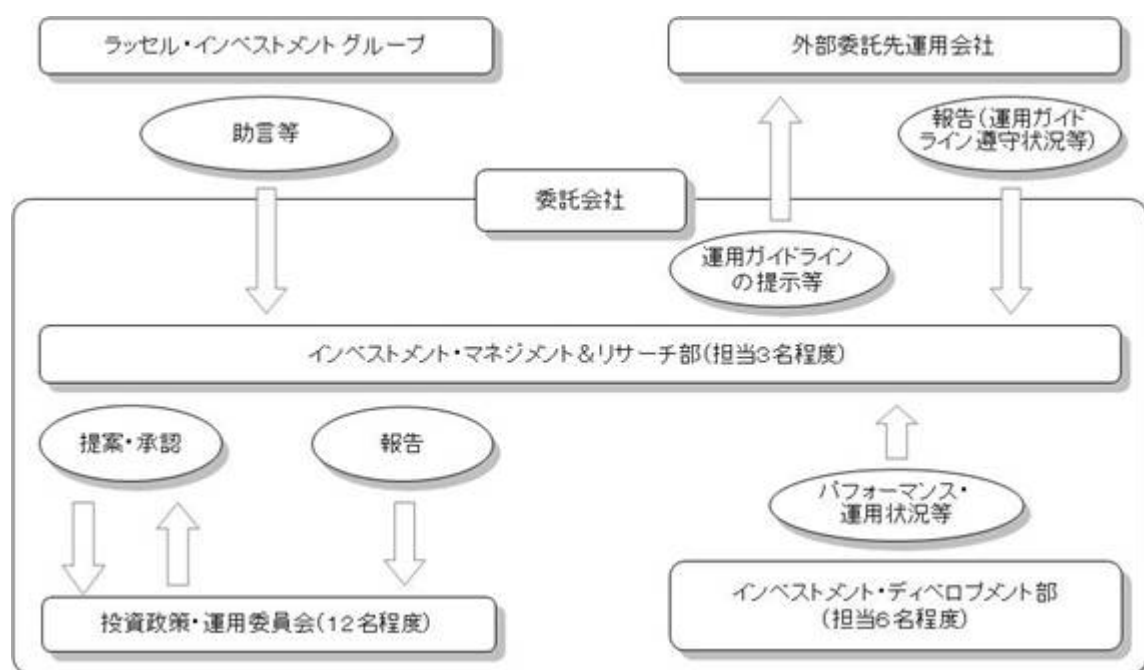 ラッセル・インベストメント グループ
外部委託先運用会社
助言等
報告(運用ガイド
ライン遵守状況等)
委託会社
運用ガイドライン
の提示等
インベストメント・マネジメント&リサーチ部(担当3名程度)
提案・承認
報告
パフォーマンス・
運用状況等
投資政策・運用委員会(12名程度)
インベストメント・ディベロプメント部
(担当6名程度)